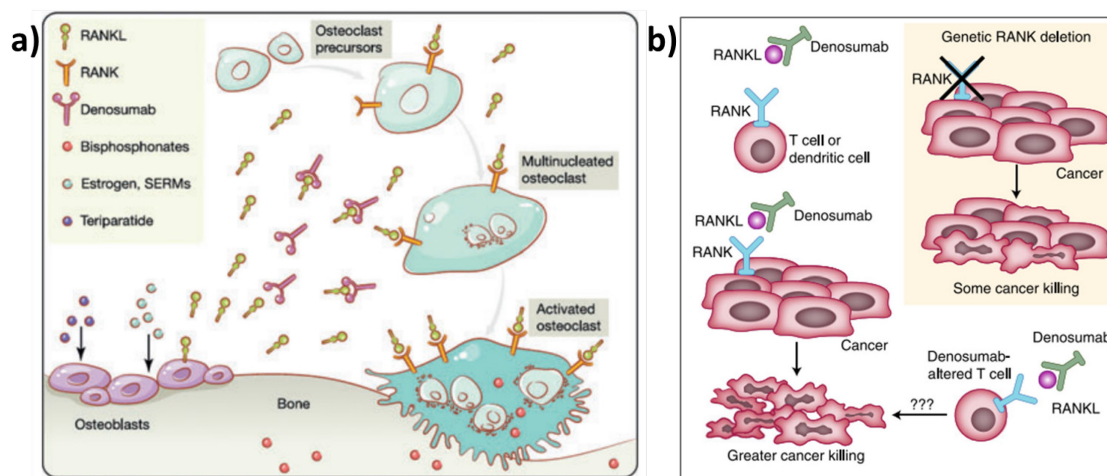 a)
RANKL
RANK
Denosumab
Bisphosphonates
Estrogen, SERMs
Teriparatide
Osteoclast
precursors
Multinucleated
osteoclast
Activated
osteoclast
Osteoblasts
Bone
b)
RANKL
Denosumab
RANK
T cell or
dendritic cell
RANKL
Denosumab
RANK
Cancer
Greater cancer killing
Genetic RANK deletion
RANK
Cancer
Some cancer killing
Denosumab-
altered T cell
Denosumab
RANKL
???